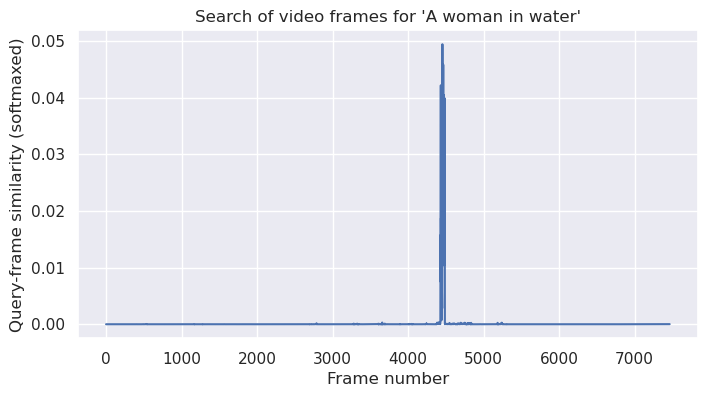 Search of video frames for 'A woman in water'
Query-frame similarity (softmaxed)
0.05
0.04
0.03
0.02
0.01
0.00
0 1000 2000 3000 4000 5000 6000 7000
Frame number